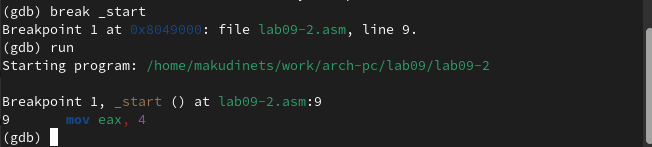 (gdb) break _start
Breakpoint 1 at 0x8049000: file lab09-2.asm, line 9.
(gdb) run
Starting program: /home/makudinets/work/arch-pc/lab09/lab09-2
Breakpoint 1, _start () at lab09-2.asm:9
9 mov eax, 4
(gdb)